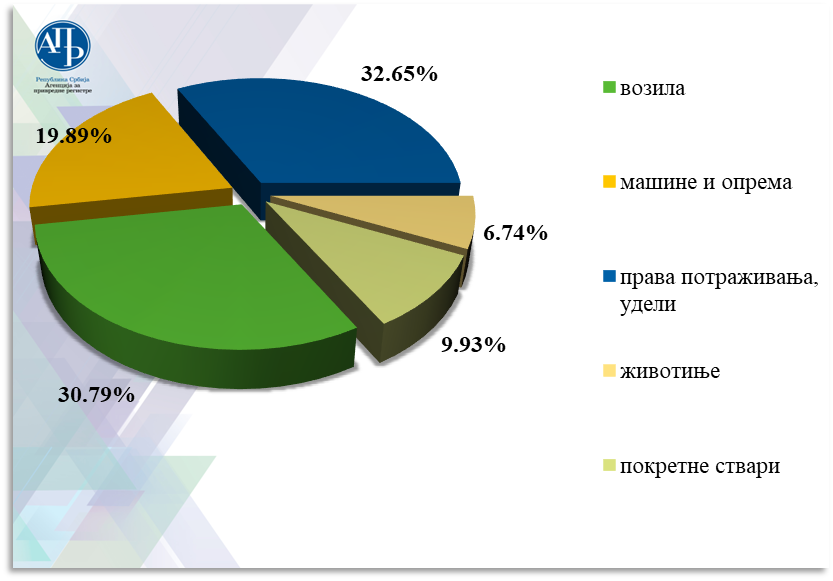 АПР
Република Србија
Агенција за
привредне регистре
32.65%
19.89%
6.74%
9.93%
30.79%
возила
машине и опрема
права потраживања,
удели
животиње
покретне ствари